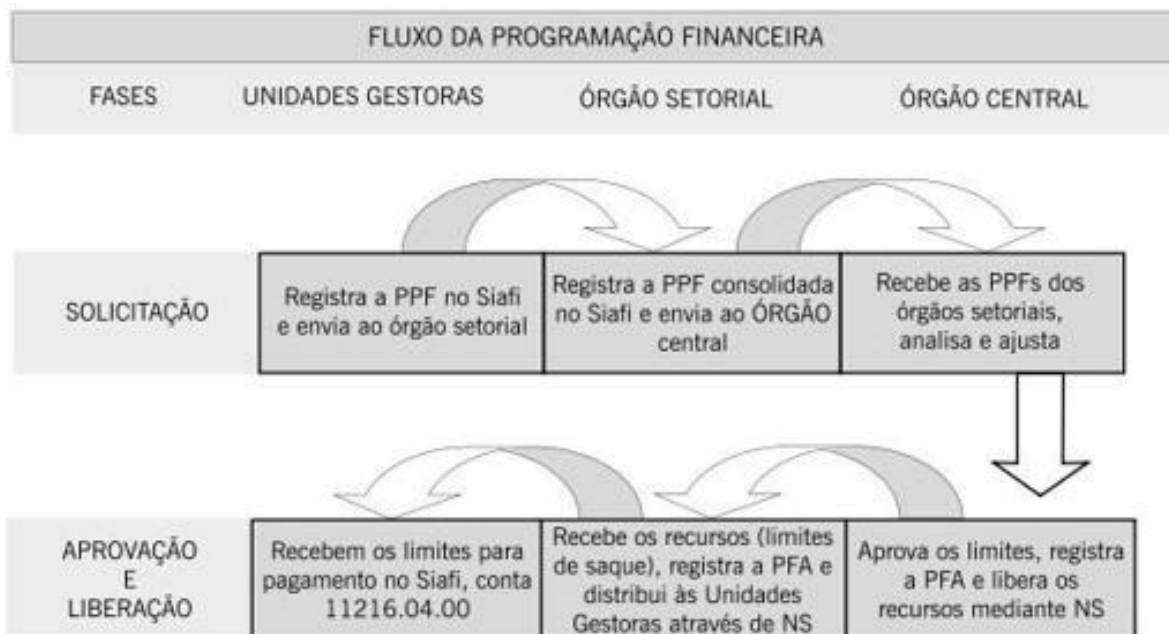 FLUXO DA PROGRAMAÇÃO FINANCEIRA
FASES
UNIDADES GESTORAS
ÓRGÃO SETORIAL
ÓRGÃO CENTRAL
SOLICITAÇÃO
Registra a PPF no Siafi
e envia ao órgão setorial
Registra a PPF consolidada
no Siafi e envia ao ÓRGÃO
central
Recebe as PPFs dos
órgãos setoriais,
analisa e ajusta
APROVAÇÃO
E
LIBERAÇÃO
Recebem os limites para
pagamento no Siafi, conta
11216.04.00
Recebe os recursos (limites
de saque), registra a PFA e
distribui às Unidades
Gestoras através de NS
Aprova os limites, registra
a PFA e libera os
recursos mediante NS